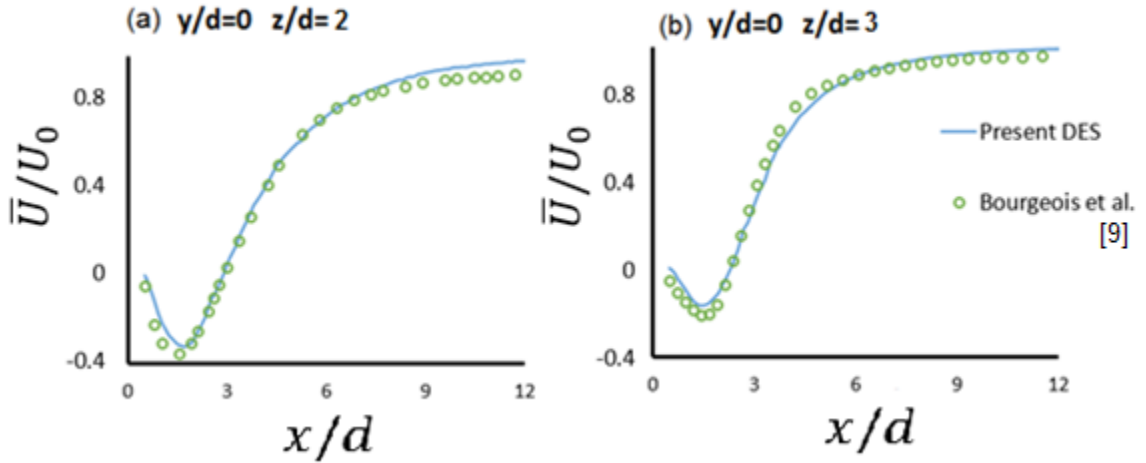 (a) y/d=0 z/d= 2
0.8
0.4
0
-0.4
U̅/U₀
0 3 6 9 12
x/d
(b) y/d=0 z/d= 3
0.8
0.4
0
-0.4
U̅/U₀
0 3 6 9 12
x/d
Present DES
Bourgeois et al.
[9]